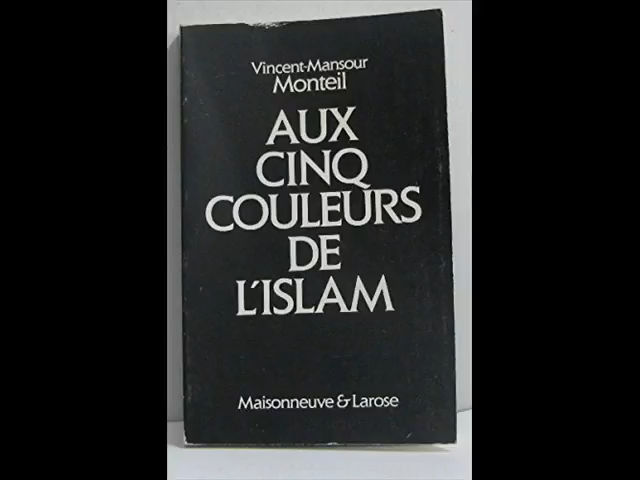 Vincent-Mansour
Monteil
AUX
CINQ
COULEURS
DE
L'ISLAM
Maisonneuve & Larose